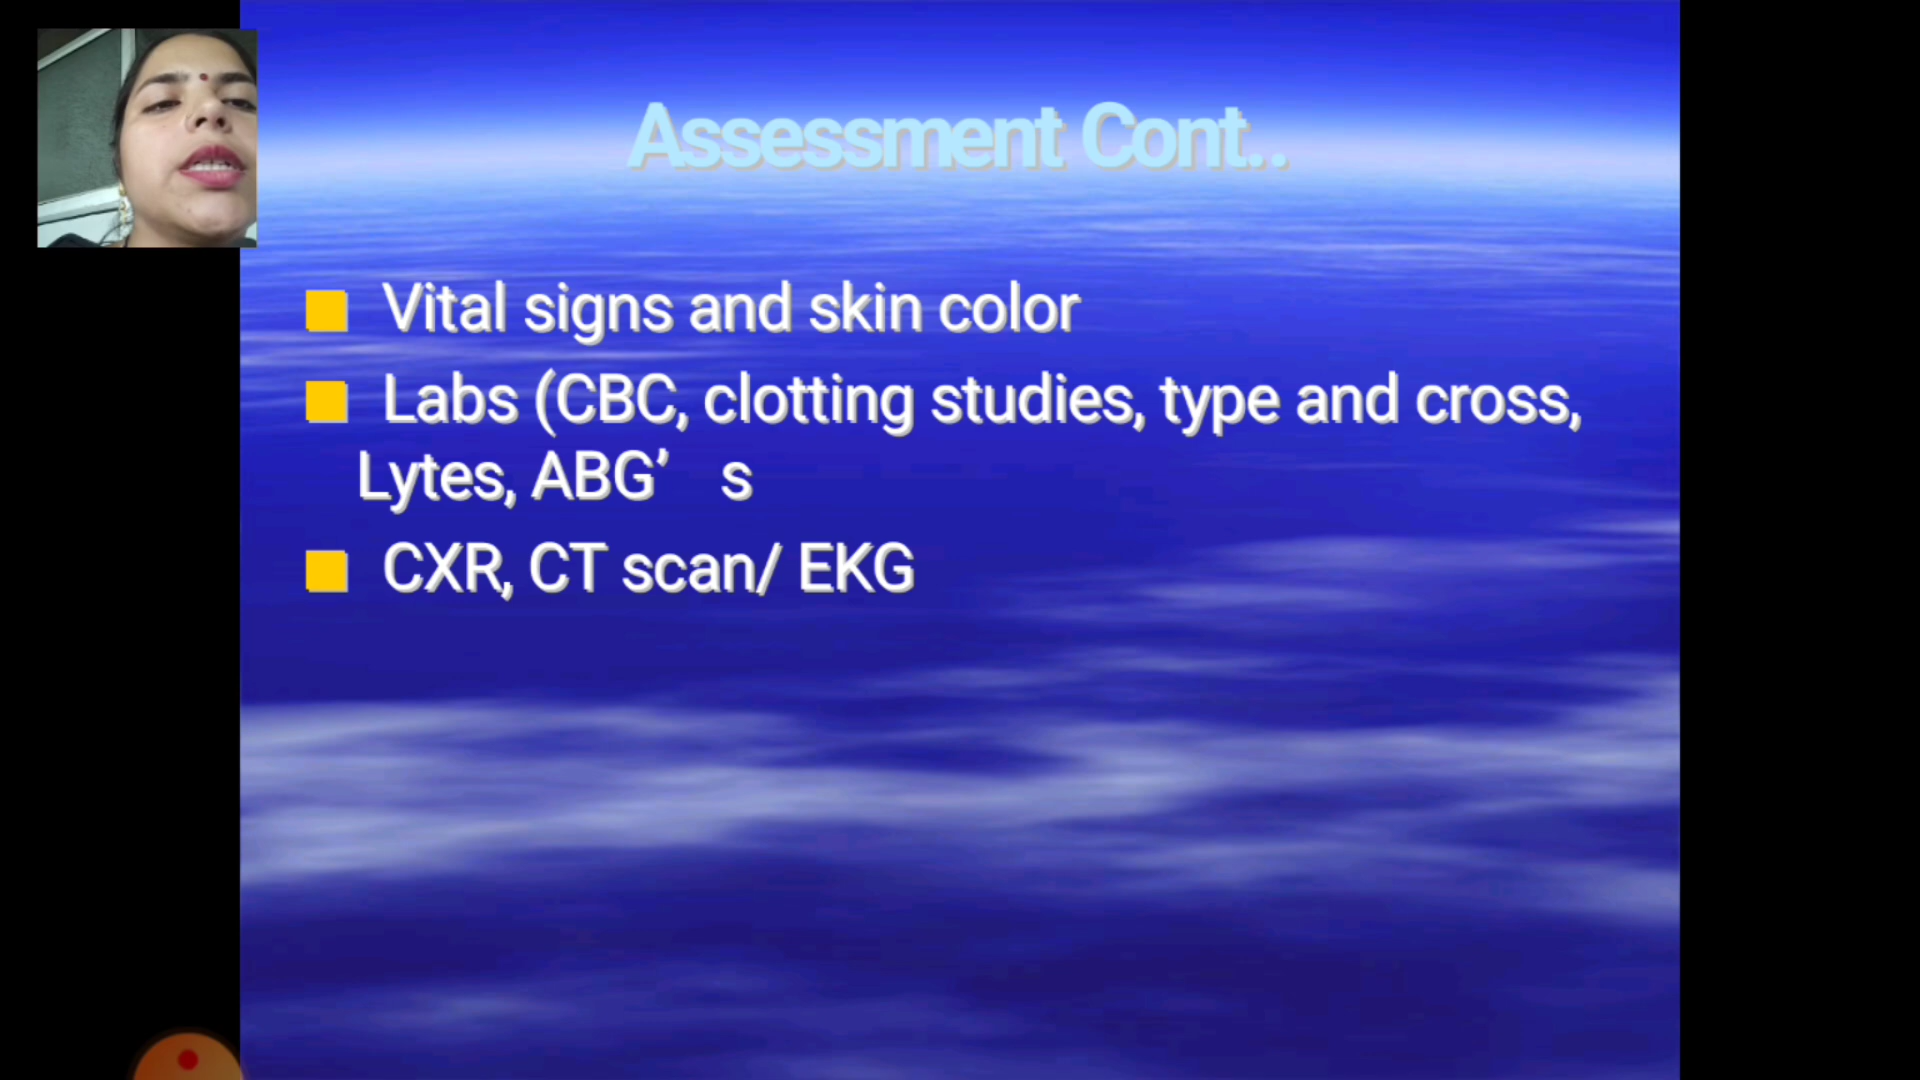 Assessment Cont..
Vital signs and skin color
Labs (CBC, clotting studies, type and cross,
Lytes, ABG’ s
CXR, CT scan/ EKG